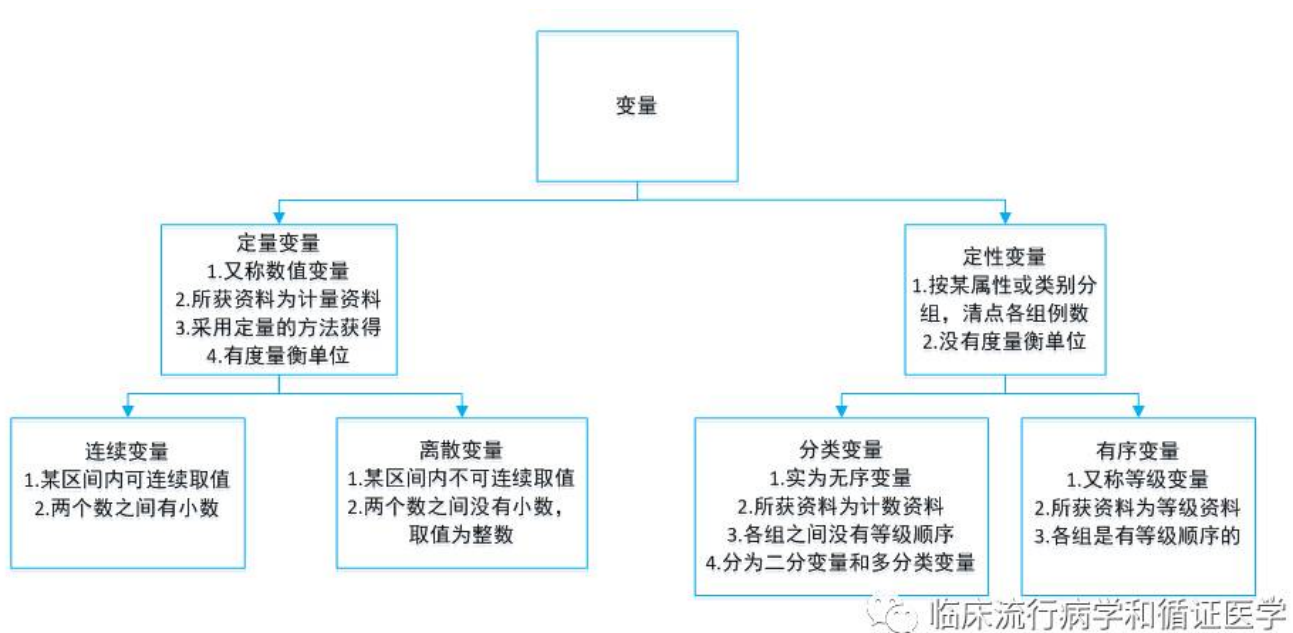 变量
定量变量
1.又称数值变量
2.所获资料为计量资料
3.采用定量的方法获得
4.有度量衡单位
定性变量
1.按某属性或类别分
组，清点各组例数
2.没有度量衡单位
连续变量
1.某区间内可连续取值
2.两个数之间有小数
离散变量
1.某区间内不可连续取值
2.两个数之间没有小数，
取值为整数
分类变量
1.实为无序变量
2.所获资料为计数资料
3.各组之间没有等级顺序
4.分为二分变量和多分类变量
有序变量
1.又称等级变量
2.所获资料为等级资料
3.各组是有等级顺序的
临床流行病学和循证医学